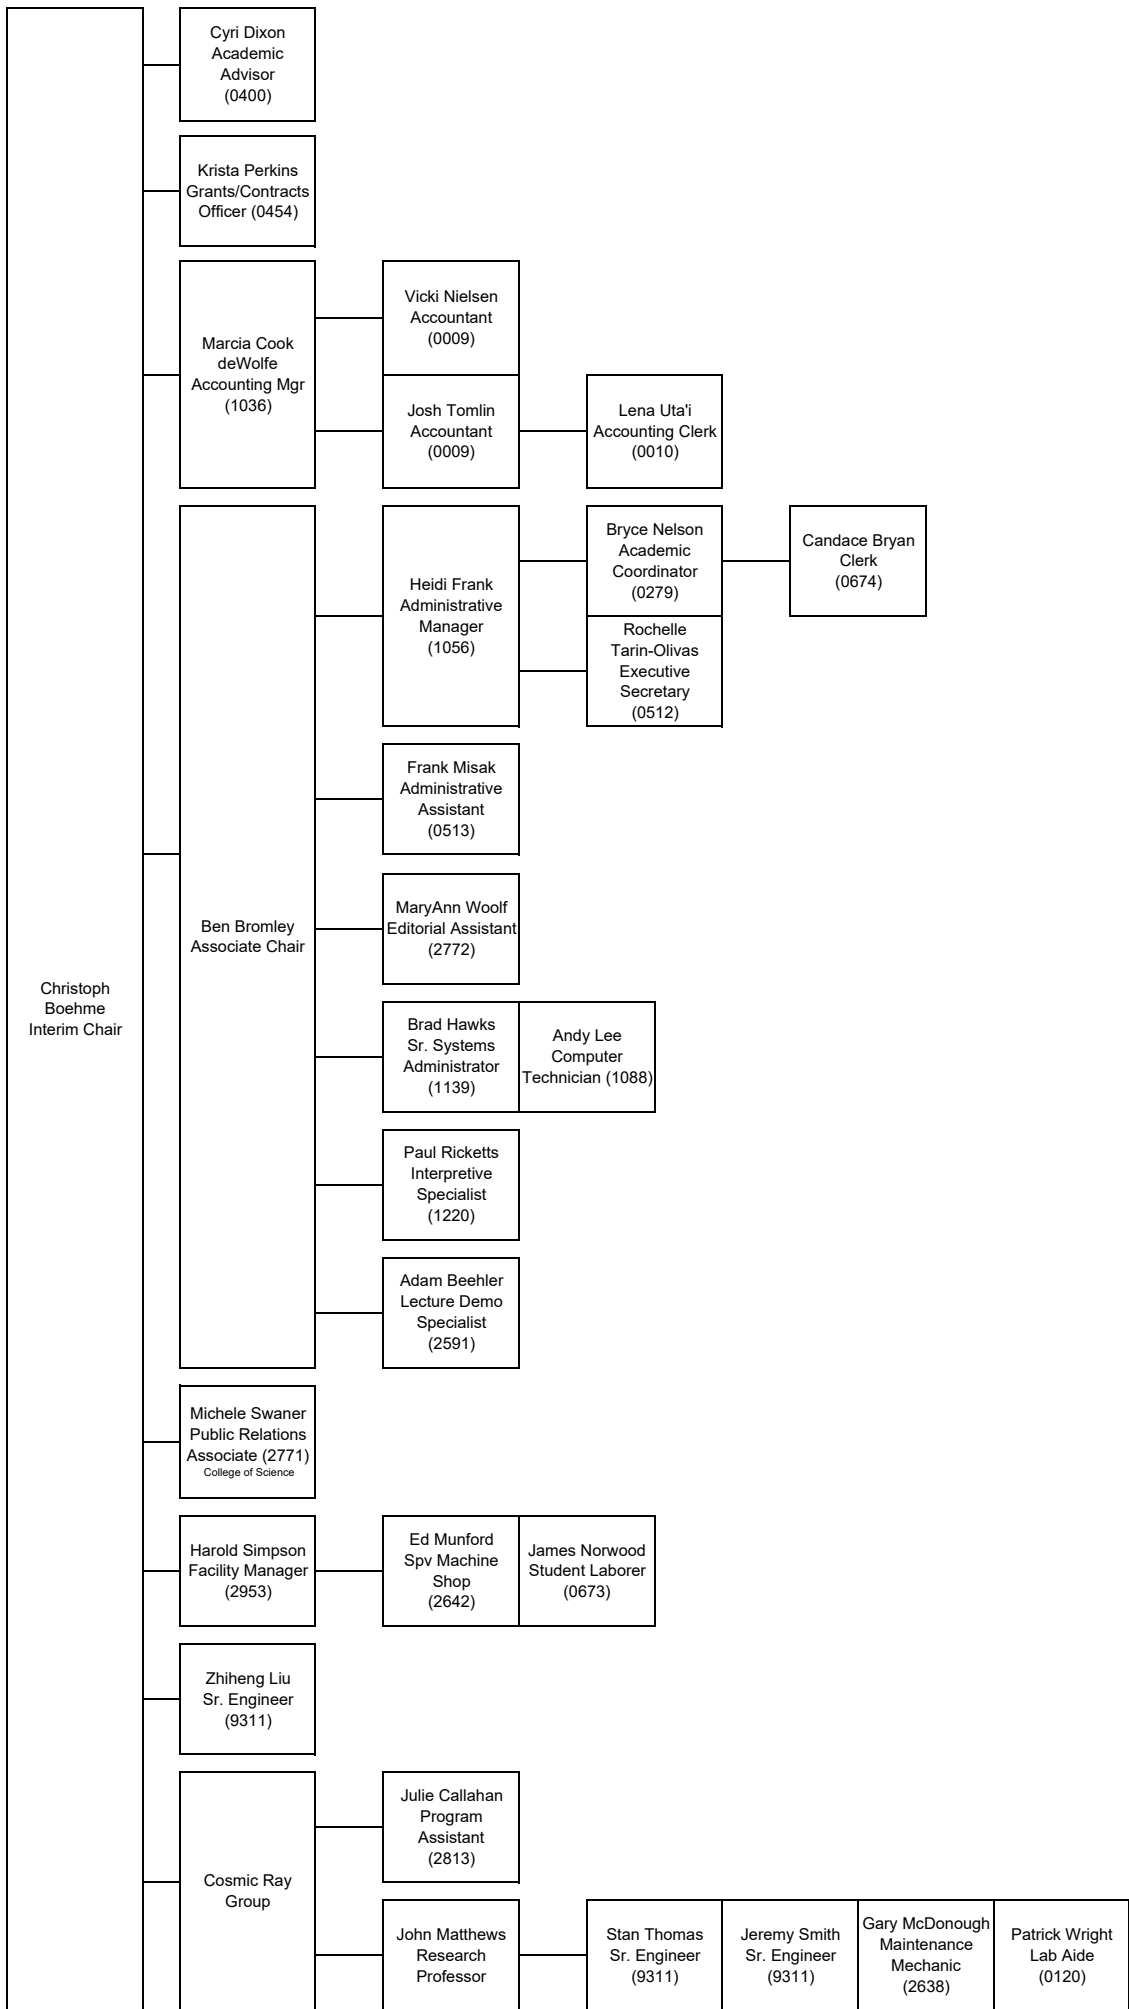 Cyri Dixon
Academic
Advisor
(0400)
Krista Perkins
Grants/Contracts
Officer (0454)
Marcia Cook
deWolfe
Accounting Mgr
(1036)
Vicki Nielsen
Accountant
(0009)
Josh Tomlin
Accountant
(0009)
Lena Uta'i
Accounting Clerk
(0010)
Christoph
Boehme
Interim Chair
Ben Bromley
Associate Chair
Heidi Frank
Administrative
Manager
(1056)
Bryce Nelson
Academic
Coordinator
(0279)
Candace Bryan
Clerk
(0674)
Rochelle
Tarin-Olivas
Executive
Secretary
(0512)
Frank Misak
Administrative
Assistant
(0513)
MaryAnn Woolf
Editorial Assistant
(2772)
Brad Hawks
Sr. Systems
Administrator
(1139)
Andy Lee
Computer
Technician (1088)
Paul Ricketts
Interpretive
Specialist
(1220)
Adam Beehler
Lecture Demo
Specialist
(2591)
Michele Swaner
Public Relations
Associate (2771)
College of Science
Harold Simpson
Facility Manager
(2953)
Ed Munford
Spv Machine
Shop
(2642)
James Norwood
Student Laborer
(0673)
Zhiheng Liu
Sr. Engineer
(9311)
Cosmic Ray
Group
Julie Callahan
Program
Assistant
(2813)
John Matthews
Research
Professor
Stan Thomas
Sr. Engineer
(9311)
Jeremy Smith
Sr. Engineer
(9311)
Gary McDonough
Maintenance
Mechanic
(2638)
Patrick Wright
Lab Aide
(0120)